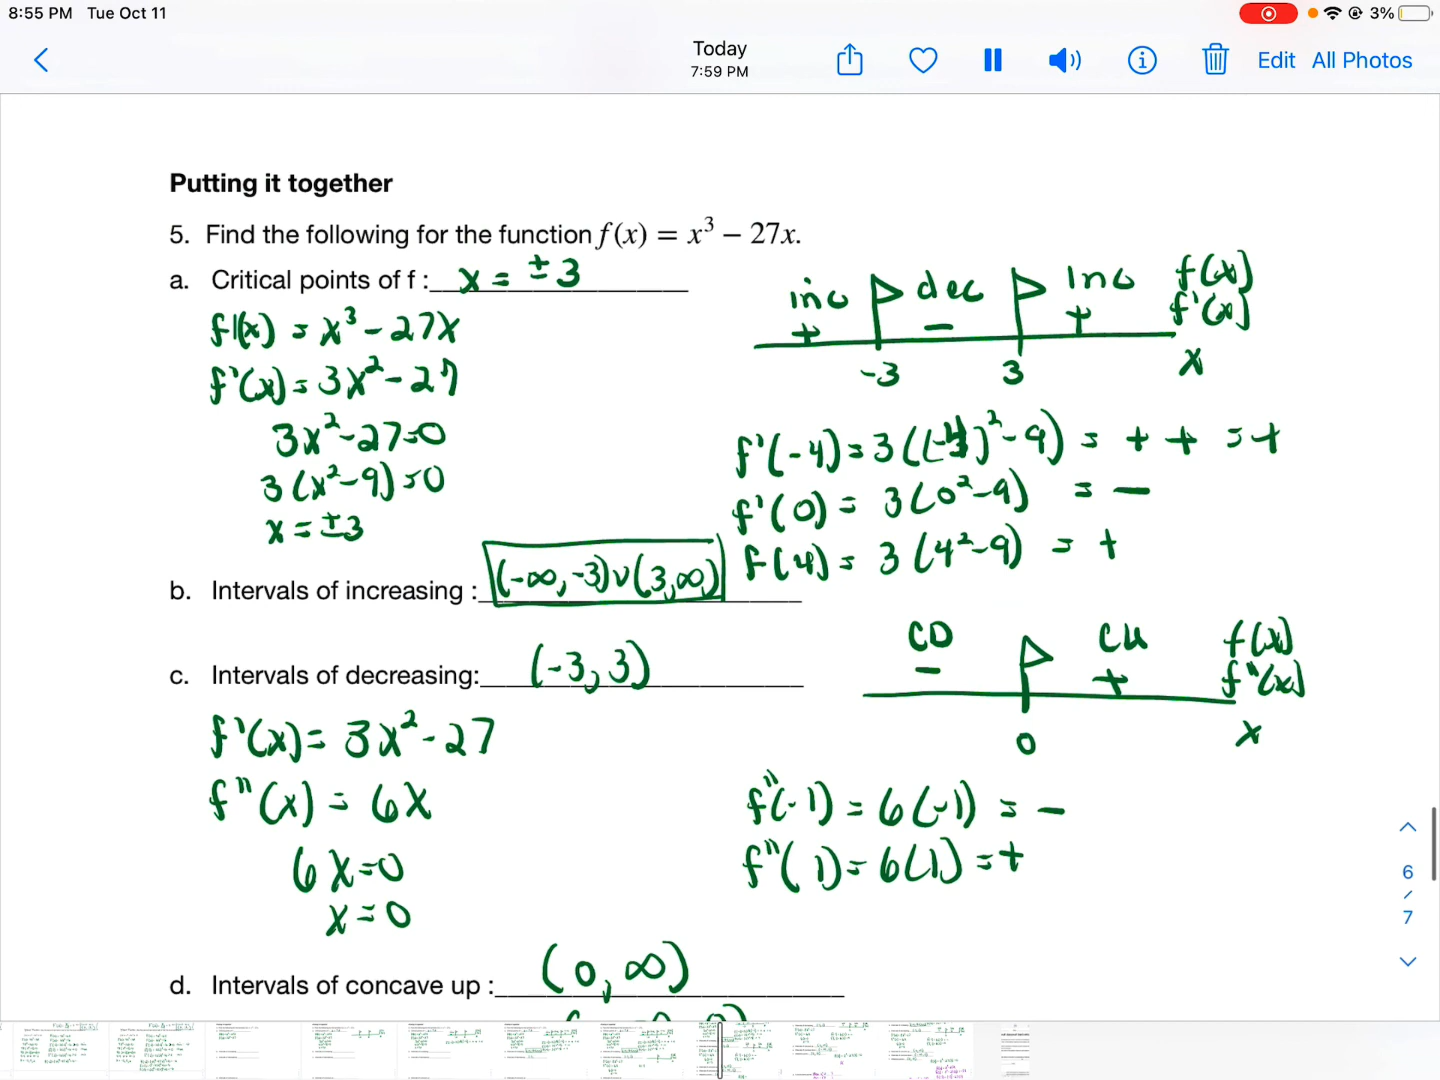 8:55 PM Tue Oct 11
3%
Today
7:59 PM
Edit All Photos
Putting it together
5. Find the following for the function f(x) = x³ − 27x.
a. Critical points of f : x = ±3
f(x) = x³ - 27x
f'(x) = 3x² - 27
3x² - 27 = 0
3(x² - 9) = 0
x = ±3
inc dec inc f(x)
+ − + f'(x)
-3 3 x
f'(-4) = 3((-4)² - 9) = + + = +
f'(0) = 3(0² - 9) = −
f(4) = 3(4² - 9) = +
b. Intervals of increasing : (-∞, -3) ∪ (3, ∞)
c. Intervals of decreasing: (-3, 3)
CD CU f(x)
− + f"(x)
0 x
f'(x) = 3x² - 27
f"(x) = 6x
6x = 0
x = 0
f"(-1) = 6(-1) = −
f"(1) = 6(1) = +
d. Intervals of concave up : (0, ∞)
6
/
7